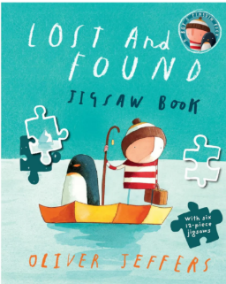 LOST And
FOUND
JIGSAW BOOK
with six
12-piece
jigsaws
OLIVER JEFFERS